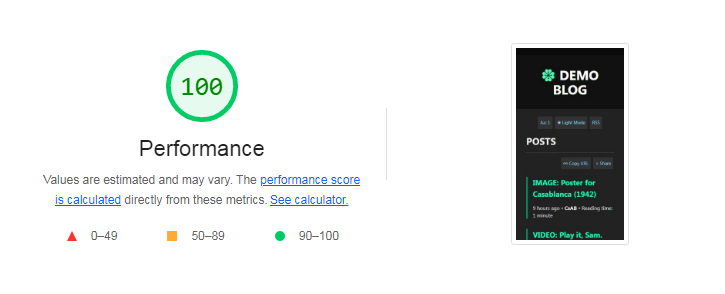 100
Performance
Values are estimated and may vary. The performance score
is calculated directly from these metrics. See calculator.
0–49
50–89
90–100
DEMO
BLOG
Light Mode
RSS
POSTS
Copy URL
Share
IMAGE: Poster for
Casablanca (1942)
9 hours ago • CaAB • Reading time:
1 minute
VIDEO: Play it, Sam.